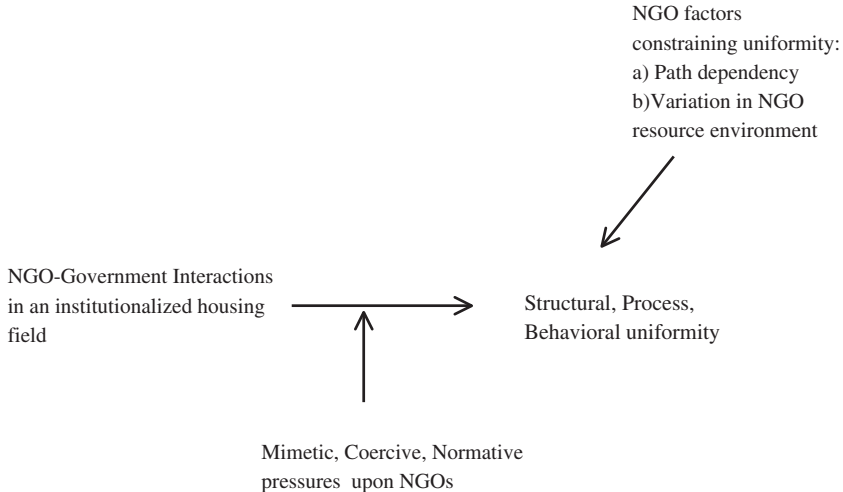 NGO factors
constraining uniformity:
a) Path dependency
b)Variation in NGO
resource environment
NGO-Government Interactions
in an institutionalized housing
field
Structural, Process,
Behavioral uniformity
Mimetic, Coercive, Normative
pressures upon NGOs